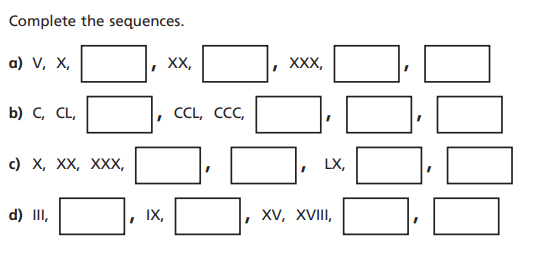 Complete the sequences.
a) V, X, , XX, , XXX, ,
b) C, CL, , CCL, CCC, , ,
c) X, XX, XXX, , , LX, ,
d) III, , IX, , XV, XVIII, ,